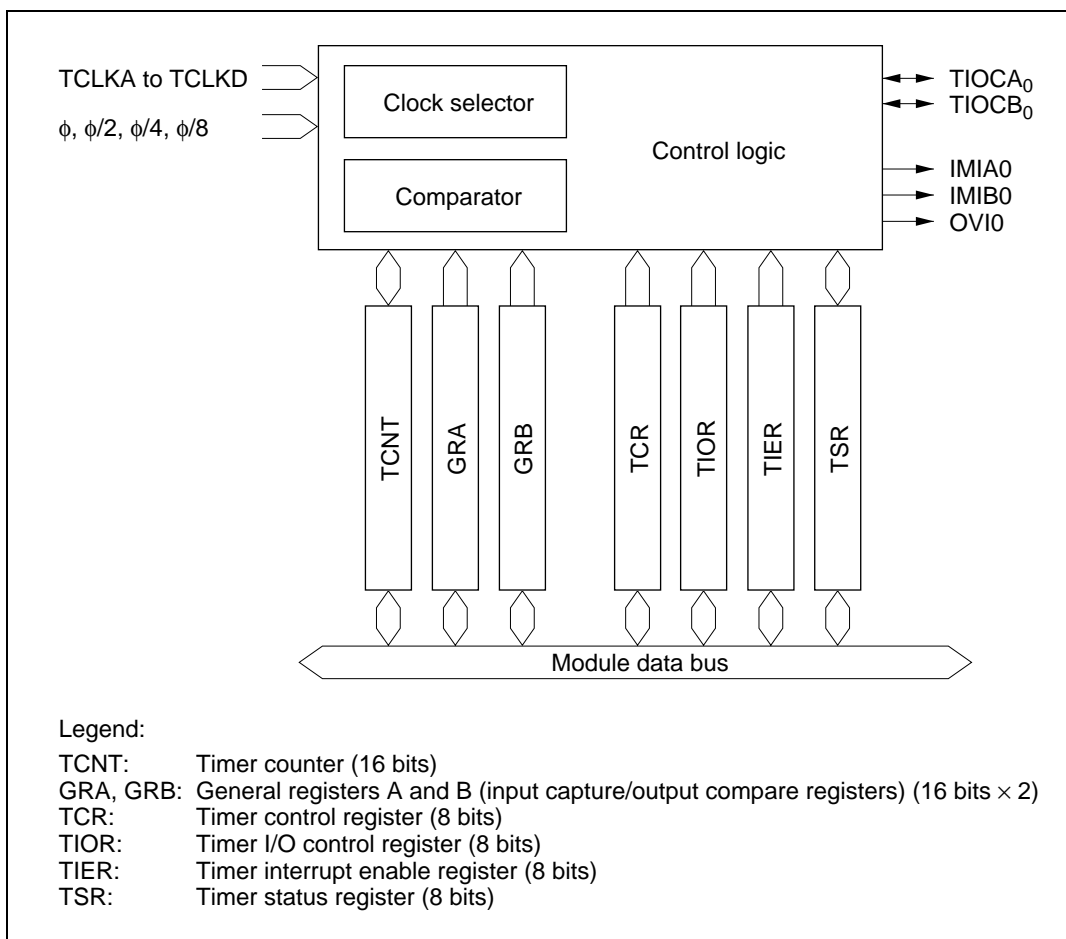 TCLKA to TCLKD
ϕ, ϕ/2, ϕ/4, ϕ/8
Clock selector
Comparator
Control logic
TIOCA₀
TIOCB₀
IMIA0
IMIB0
OVI0
TCNT
GRA
GRB
TCR
TIOR
TIER
TSR
Module data bus
Legend:
TCNT: Timer counter (16 bits)
GRA, GRB: General registers A and B (input capture/output compare registers) (16 bits × 2)
TCR: Timer control register (8 bits)
TIOR: Timer I/O control register (8 bits)
TIER: Timer interrupt enable register (8 bits)
TSR: Timer status register (8 bits)